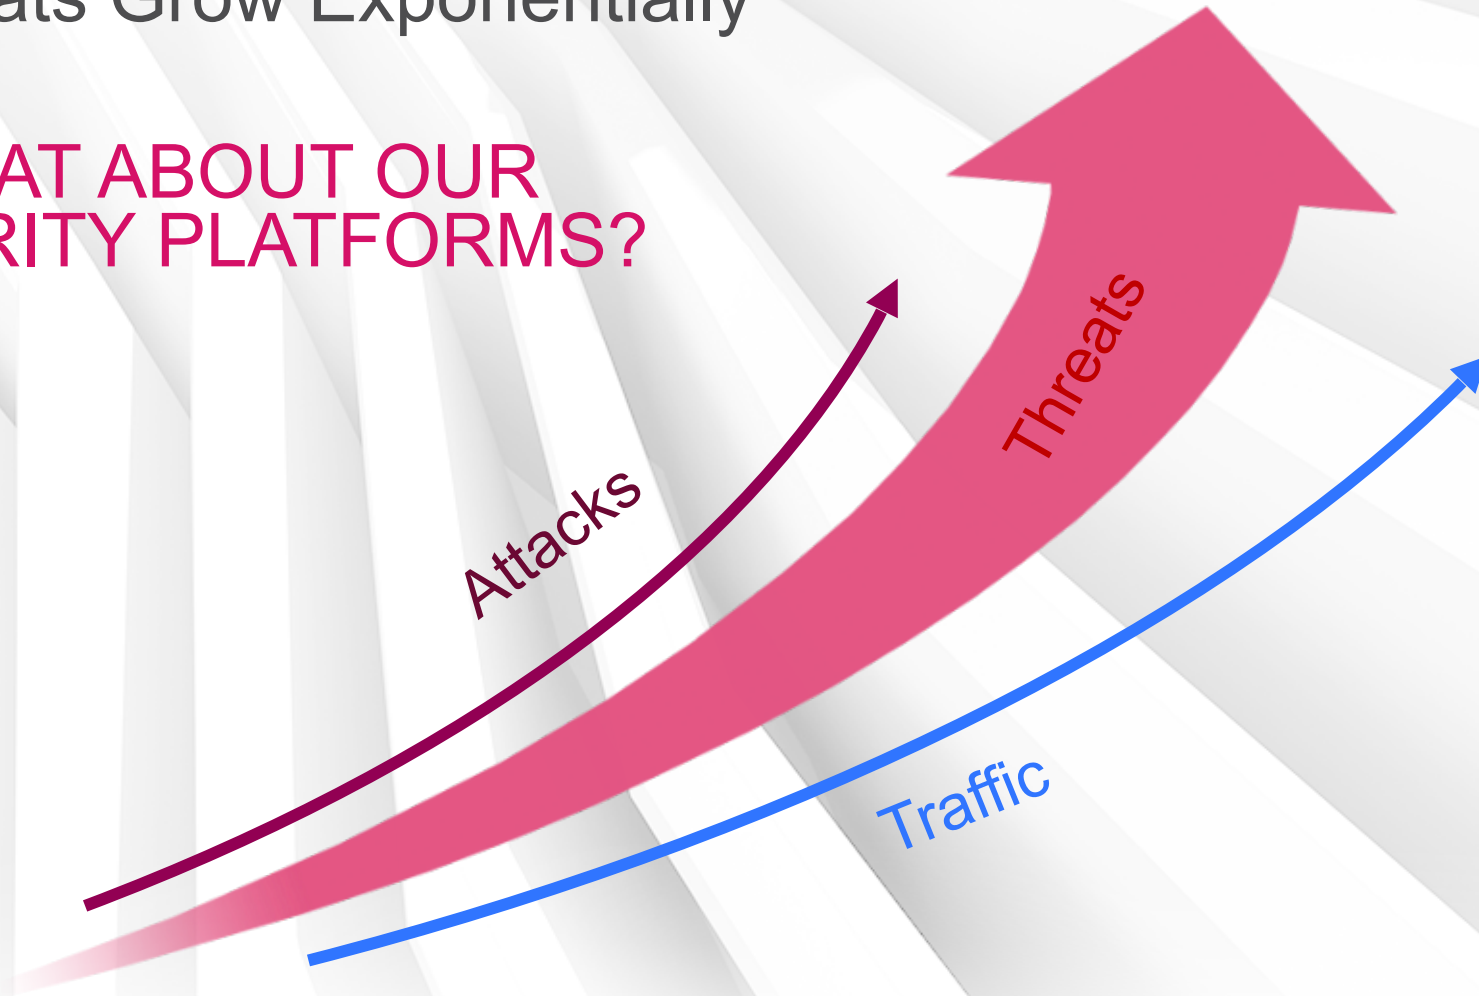 ats Grow Exponentially
AT ABOUT OUR
RITY PLATFORMS?
Threats
Attacks
Traffic